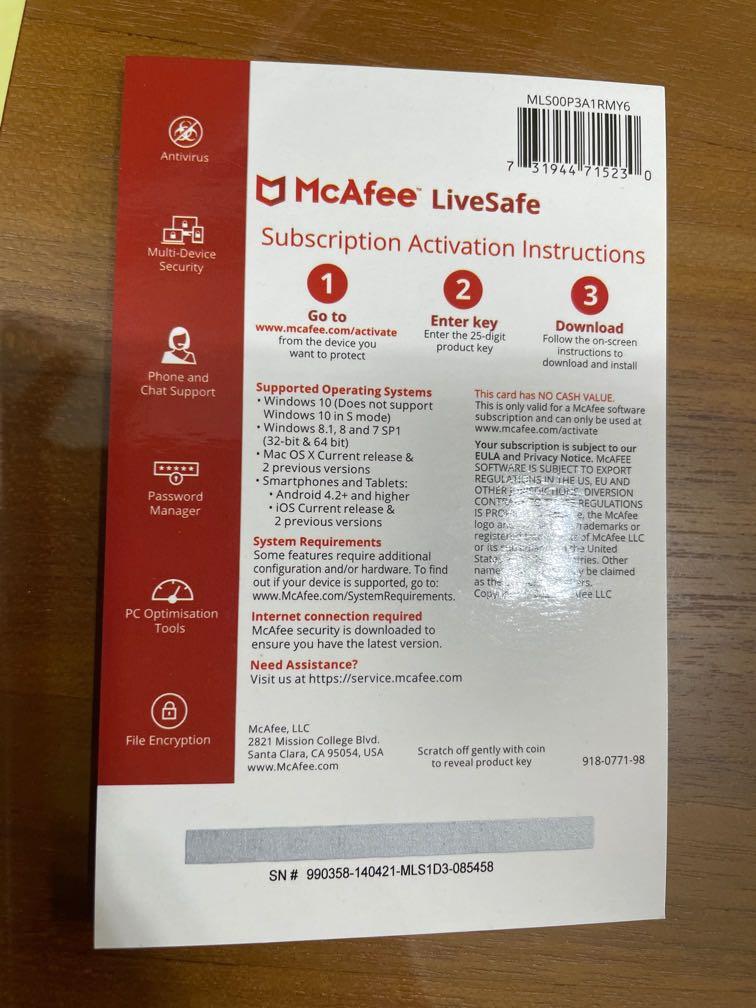 MLS00P3A1RMY6
7 31944 71523 0
McAfee™ LiveSafe
Subscription Activation Instructions
Antivirus
Multi-Device
Security
Phone and
Chat Support
Password
Manager
PC Optimisation
Tools
File Encryption
1
Go to
www.mcafee.com/activate
from the device you
want to protect
2
Enter key
Enter the 25-digit
product key
3
Download
Follow the on-screen
instructions to
download and install
Supported Operating Systems
• Windows 10 (Does not support
Windows 10 in S mode)
• Windows 8.1, 8 and 7 SP1
(32-bit & 64 bit)
• Mac OS X Current release &
2 previous versions
• Smartphones and Tablets:
• Android 4.2+ and higher
• iOS Current release &
2 previous versions
System Requirements
Some features require additional
configuration and/or hardware. To find
out if your device is supported, go to:
www.McAfee.com/SystemRequirements.
Internet connection required
McAfee security is downloaded to
ensure you have the latest version.
Need Assistance?
Visit us at https://service.mcafee.com
This card has NO CASH VALUE.
This is only valid for a McAfee software
subscription and can only be used at
www.mcafee.com/activate
Your subscription is subject to our
EULA and Privacy Notice. McAFEE
SOFTWARE IS SUBJECT TO EXPORT
REGULATIONS IN THE US, EU AND
OTHER JURISDICTIONS. DIVERSION
REGULATIONS
IS the McAfee
logo trademarks or
registered of McAfee LLC
or its the United
Other
be claimed
as the
LLC
McAfee, LLC
2821 Mission College Blvd.
Santa Clara, CA 95054, USA
www.McAfee.com
Scratch off gently with coin
to reveal product key
918-0771-98
SN # 990358-140421-MLS1D3-085458